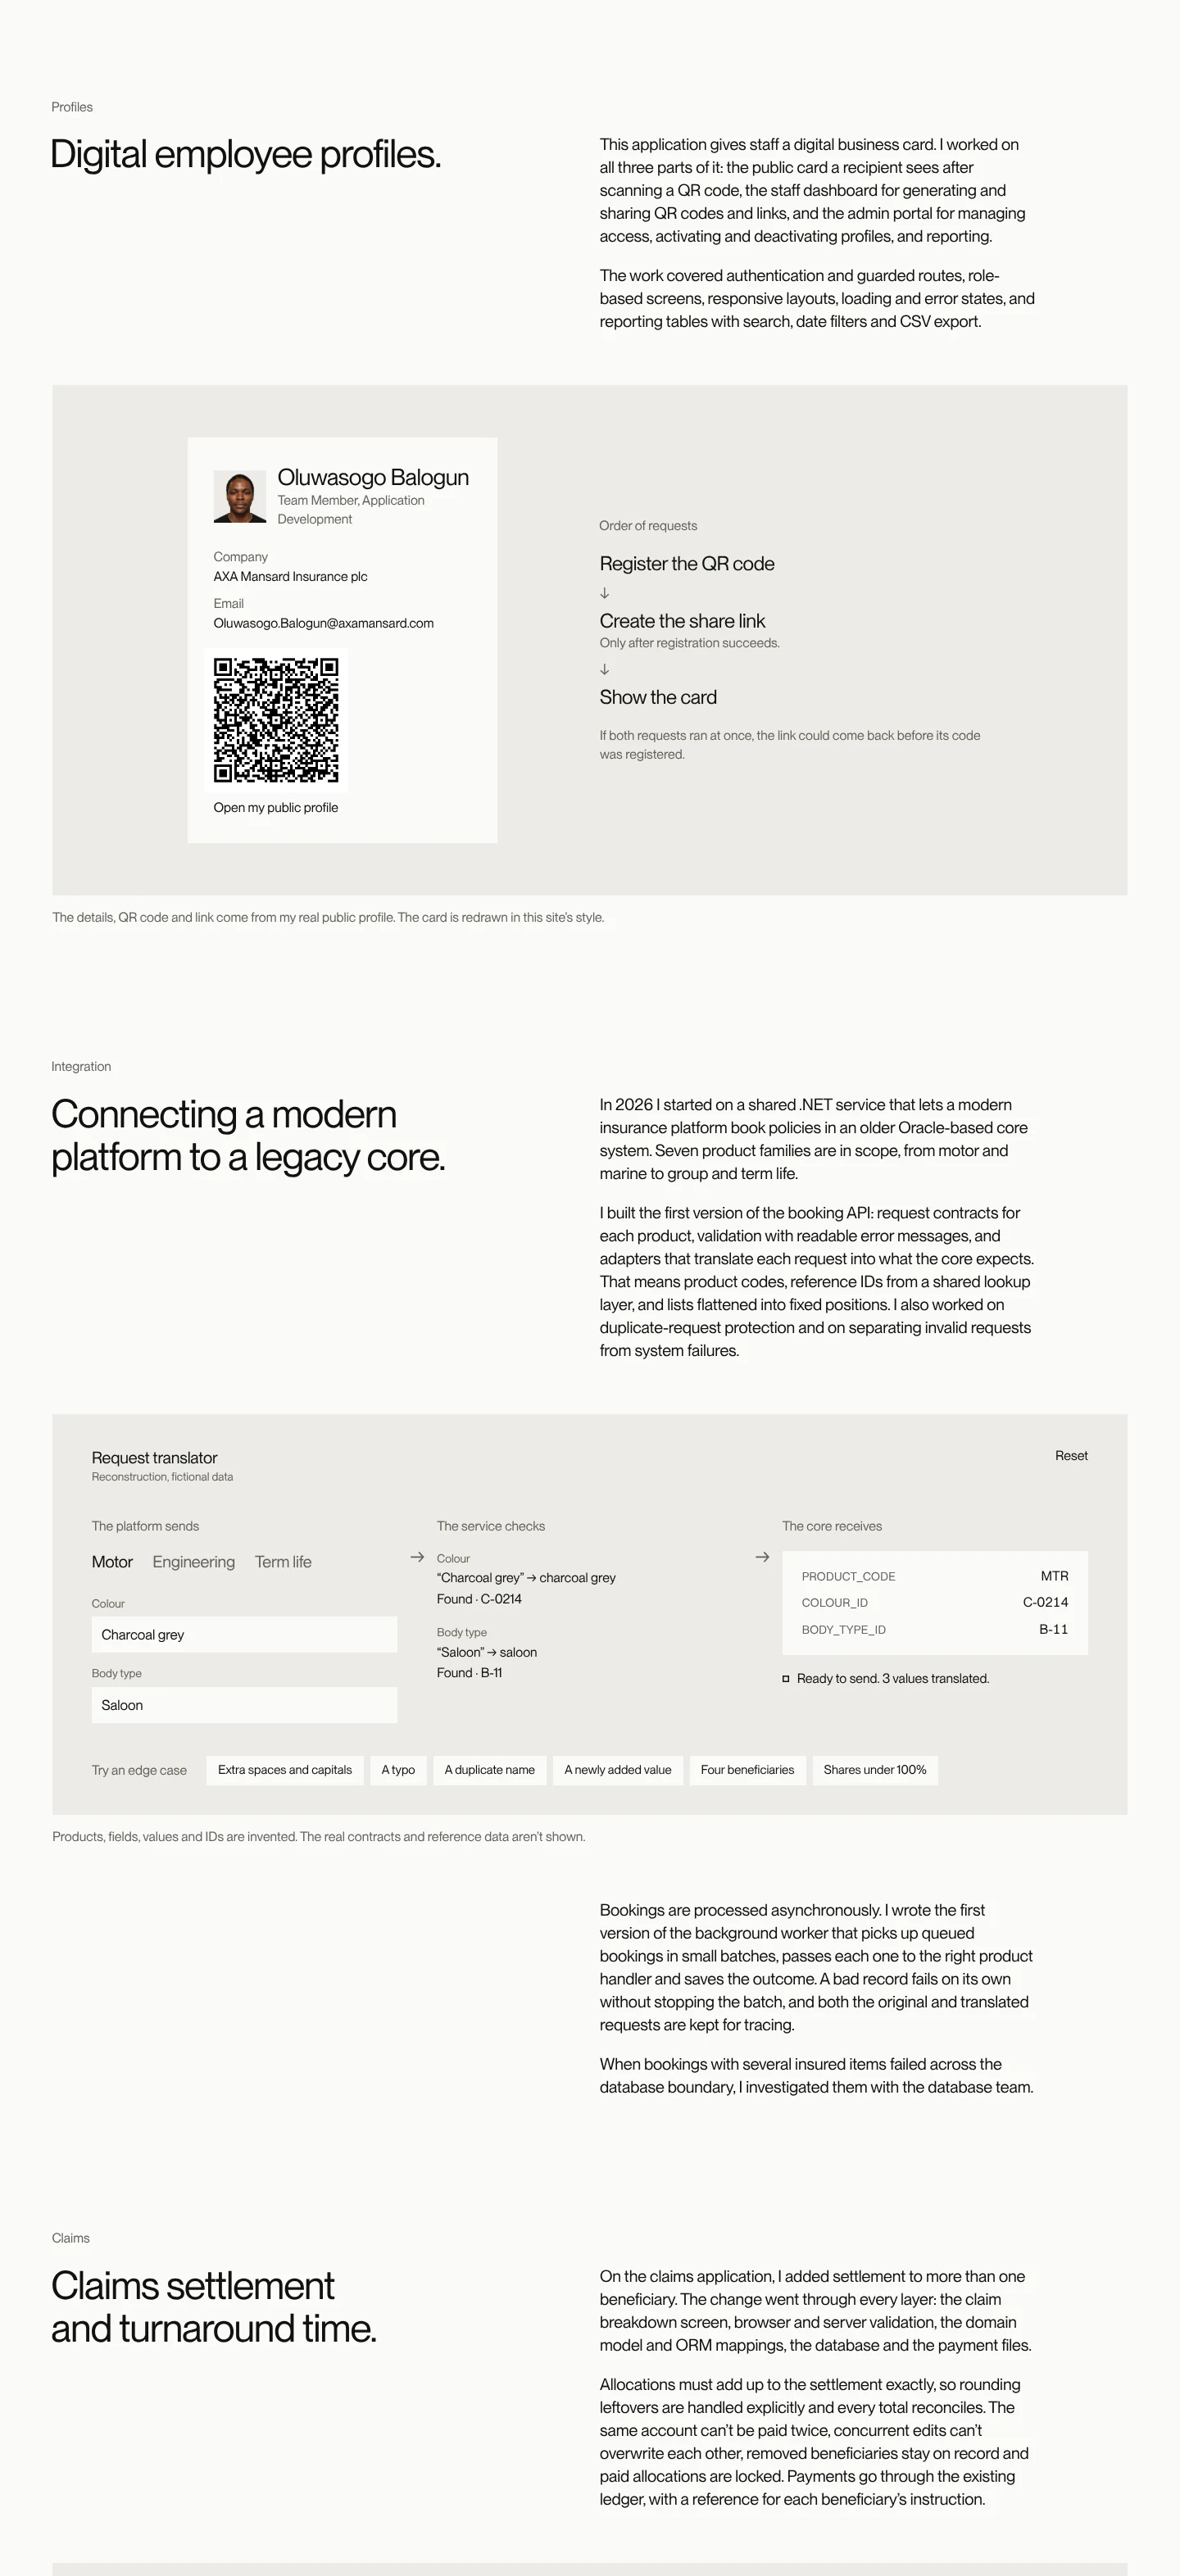 Profiles
Digital employee profiles.
This application gives staff a digital business card. I worked on
all three parts of it: the public card a recipient sees after
scanning a QR code, the staff dashboard for generating and
sharing QR codes and links, and the admin portal for managing
access, activating and deactivating profiles, and reporting.
The work covered authentication and guarded routes, role-
based screens, responsive layouts, loading and error states, and
reporting tables with search, date filters and CSV export.
Oluwasogo Balogun
Team Member, Application
Development
Company
AXA Mansard Insurance plc
Email
Oluwasogo.Balogun@axamansard.com
Open my public profile
Order of requests
Register the QR code
↓
Create the share link
Only after registration succeeds.
↓
Show the card
If both requests ran at once, the link could come back before its code
was registered.
The details, QR code and link come from my real public profile. The card is redrawn in this site's style.
Integration
Connecting a modern
platform to a legacy core.
In 2026 I started on a shared .NET service that lets a modern
insurance platform book policies in an older Oracle-based core
system. Seven product families are in scope, from motor and
marine to group and term life.
I built the first version of the booking API: request contracts for
each product, validation with readable error messages, and
adapters that translate each request into what the core expects.
That means product codes, reference IDs from a shared lookup
layer, and lists flattened into fixed positions. I also worked on
duplicate-request protection and on separating invalid requests
from system failures.
Request translator
Reconstruction, fictional data
Reset
The platform sends
Motor Engineering Term life
Colour
Charcoal grey
Body type
Saloon
→
The service checks
Colour
“Charcoal grey” → charcoal grey
Found · C-0214
Body type
“Saloon” → saloon
Found · B-11
→
The core receives
PRODUCT_CODE MTR
COLOUR_ID C-0214
BODY_TYPE_ID B-11
Ready to send. 3 values translated.
Try an edge case Extra spaces and capitals A typo A duplicate name A newly added value Four beneficiaries Shares under 100%
Products, fields, values and IDs are invented. The real contracts and reference data aren’t shown.
Bookings are processed asynchronously. I wrote the first
version of the background worker that picks up queued
bookings in small batches, passes each one to the right product
handler and saves the outcome. A bad record fails on its own
without stopping the batch, and both the original and translated
requests are kept for tracing.
When bookings with several insured items failed across the
database boundary, I investigated them with the database team.
Claims
Claims settlement
and turnaround time.
On the claims application, I added settlement to more than one
beneficiary. The change went through every layer: the claim
breakdown screen, browser and server validation, the domain
model and ORM mappings, the database and the payment files.
Allocations must add up to the settlement exactly, so rounding
leftovers are handled explicitly and every total reconciles. The
same account can’t be paid twice, concurrent edits can’t
overwrite each other, removed beneficiaries stay on record and
paid allocations are locked. Payments go through the existing
ledger, with a reference for each beneficiary’s instruction.